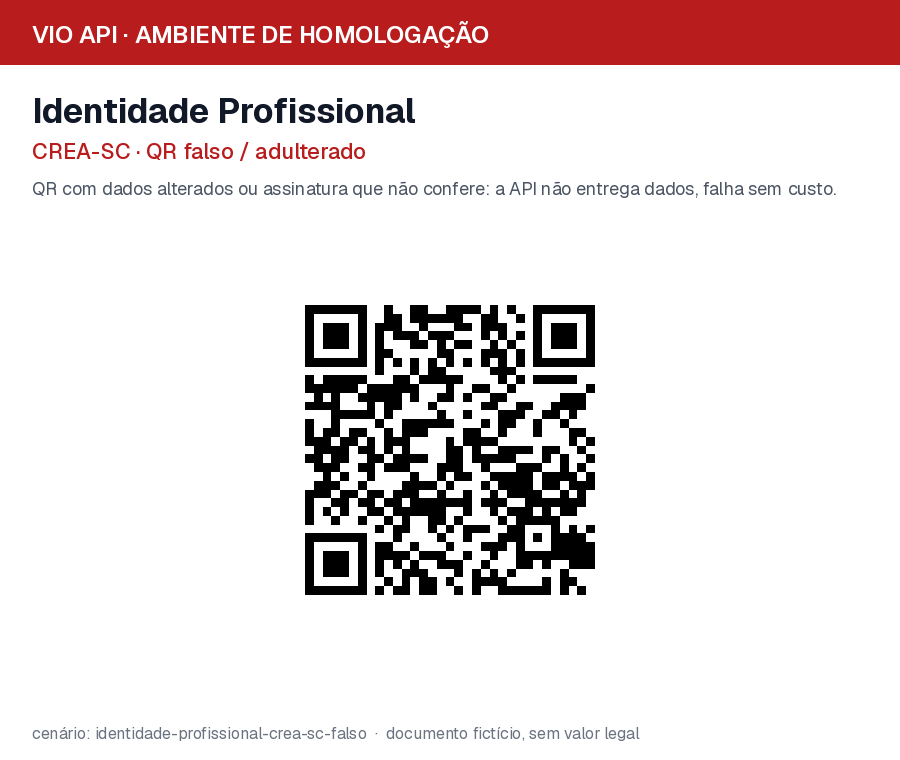 VIO API · AMBIENTE DE HOMOLOGAÇÃO
Identidade Profissional
CREA-SC · QR falso / adulterado
QR com dados alterados ou assinatura que não confere: a API não entrega dados, falha sem custo.
cenário: identidade-profissional-crea-sc-falso · documento fictício, sem valor legal